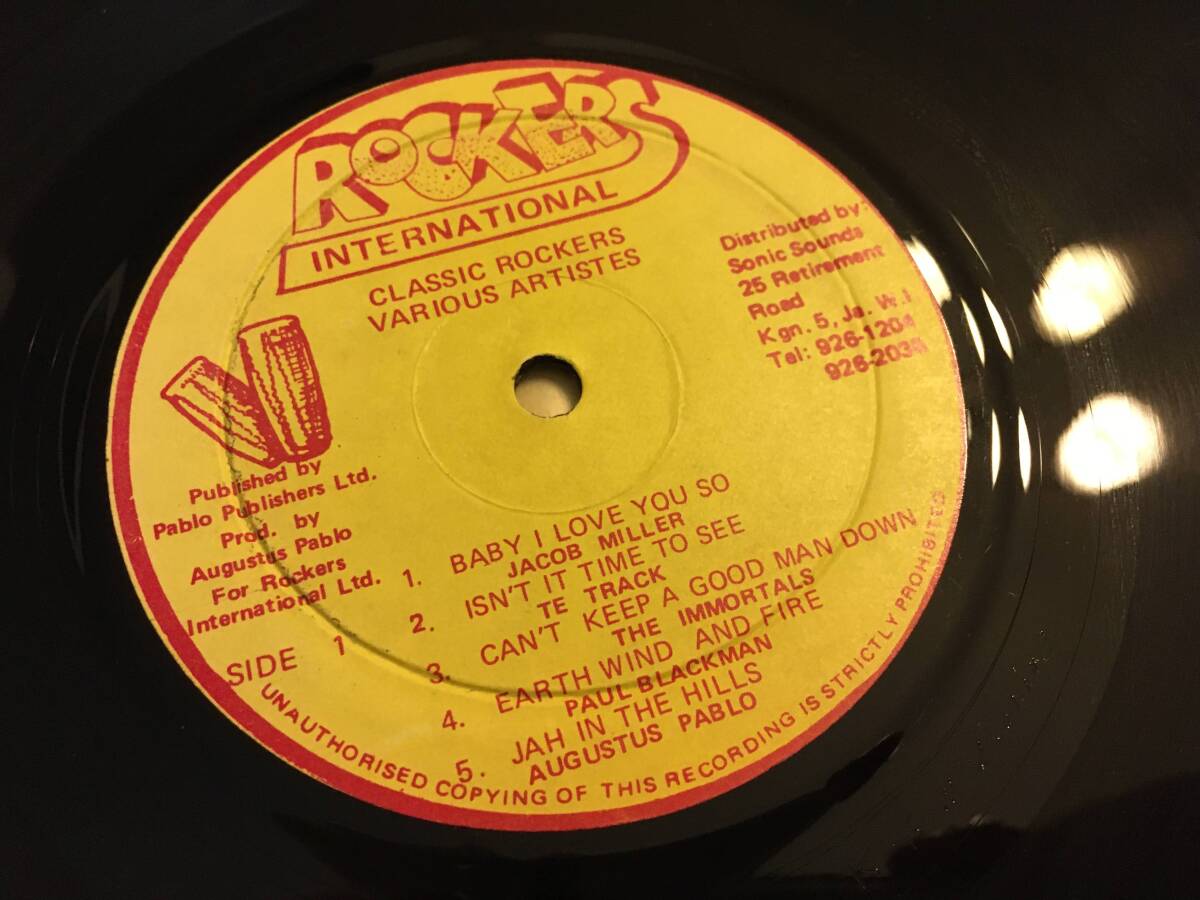 ROCKERS
INTERNATIONAL
CLASSIC ROCKERS
VARIOUS ARTISTES
Distributed by
Sonic Sounds
25 Retirement
Road
Kgn. 5, Ja. W.I
Tel: 926-1204
926-2034
Published by
Pablo Publishers Ltd.
Prod. by
Augustus Pablo
For Rockers
International Ltd.
SIDE 1
1. BABY I LOVE YOU SO
JACOB MILLER
2. ISN'T IT TIME TO SEE
TE TRACK
3. CAN'T KEEP A GOOD MAN DOWN
THE IMMORTALS
4. EARTH WIND AND FIRE
PAUL BLACKMAN
5. JAH IN THE HILLS
AUGUSTUS PABLO
UNAUTHORISED COPYING OF THIS RECORDING IS STRICTLY PROHIBITED